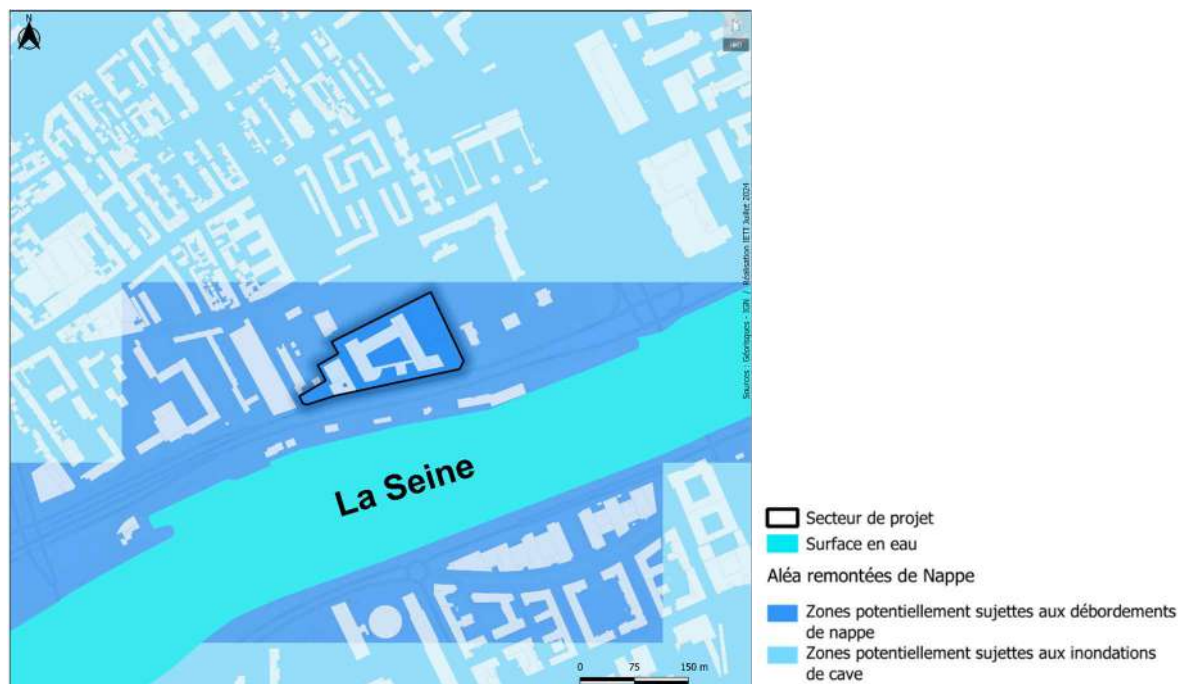 N
Sources : Géorisques - IGN / Réalisation IETI Juillet 2024
La Seine
0 75 150 m
Secteur de projet
Surface en eau
Aléa remontées de Nappe
Zones potentiellement sujettes aux débordements
de nappe
Zones potentiellement sujettes aux inondations
de cave